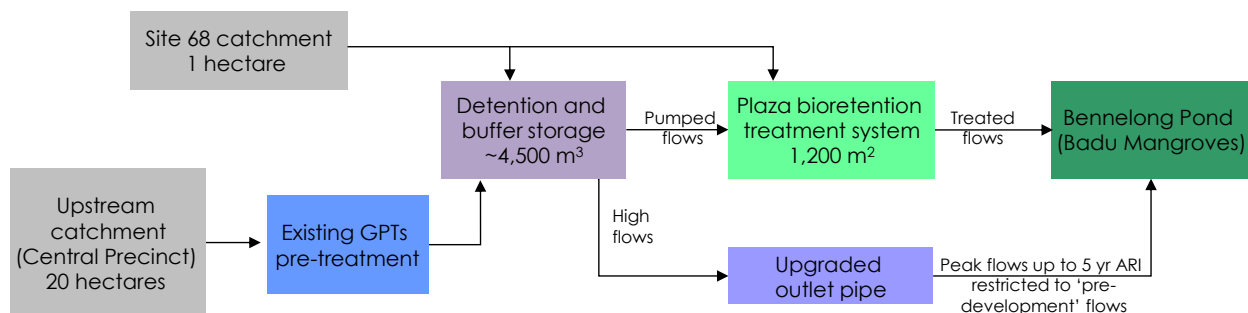 Site 68 catchment
1 hectare
Detention and
buffer storage
~4,500 m³
Pumped
flows
Plaza bioretention
treatment system
1,200 m²
Treated
flows
Bennelong Pond
(Badu Mangroves)
Upstream
catchment
(Central Precinct)
20 hectares
Existing GPTs
pre-treatment
High
flows
Upgraded
outlet pipe
Peak flows up to 5 yr ARI
restricted to ‘pre-
development’ flows